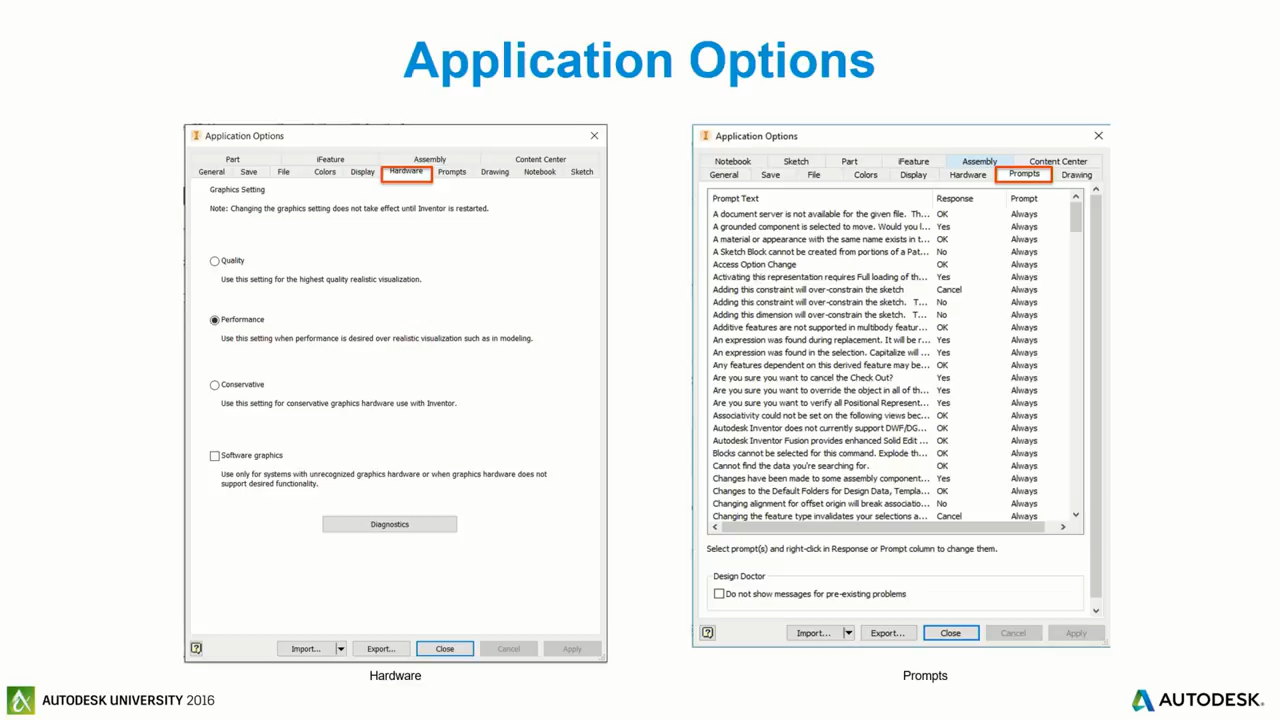 Application Options
Application Options
Part iFeature Assembly Content Center
General Save File Colors Display Hardware Prompts Drawing Notebook Sketch
Graphics Setting
Note: Changing the graphics setting does not take effect until Inventor is restarted.
Quality
Use this setting for the highest quality realistic visualization.
Performance
Use this setting when performance is desired over realistic visualization such as in modeling.
Conservative
Use this setting for conservative graphics hardware use with Inventor.
Software graphics
Use only for systems with unrecognized graphics hardware or when graphics hardware does not
support desired functionality.
Diagnostics
Import... Export... Close Cancel Apply
Hardware
Application Options
Notebook Sketch Part iFeature Assembly Content Center
General Save File Colors Display Hardware Prompts Drawing
Prompt Text Response Prompt
A document server is not available for the given file. Th... OK Always
A grounded component is selected to move. Would you l... Yes Always
A material or appearance with the same name exists in t... OK Always
A Sketch Block cannot be created from portions of a Pat... No Always
Access Option Change OK Always
Activating this representation requires Full loading of th... Yes Always
Adding this constraint will over-constrain the sketch Cancel Always
Adding this constraint will over-constrain the sketch. T... No Always
Adding this dimension will over-constrain the sketch. T... No Always
Additive features are not supported in multibody featur... OK Always
An expression was found during replacement. It will be r... Yes Always
An expression was found in the selection. Capitalize will ... Yes Always
Any features dependent on this derived feature may be... OK Always
Are you sure you want to cancel the Check Out? Yes Always
Are you sure you want to override the object in all of th... Yes Always
Are you sure you want to verify all Positional Represent... Yes Always
Associativity could not be set on the following views bec... OK Always
Autodesk Inventor does not currently support DWF/DG... OK Always
Autodesk Inventor Fusion provides enhanced Solid Edit ... OK Always
Blocks cannot be selected for this command. Explode th... OK Always
Cannot find the data you're searching for. OK Always
Changes have been made to some assembly component... Yes Always
Changes to the Default Folders for Design Data, Templa... OK Always
Changing alignment for offset origin will break associatio... No Always
Changing the feature type invalidates your selections a... Cancel Always
Select prompt(s) and right-click in Response or Prompt column to change them.
Design Doctor
Do not show messages for pre-existing problems
Import... Export... Close Cancel Apply
Prompts
AUTODESK UNIVERSITY 2016
AUTODESK.